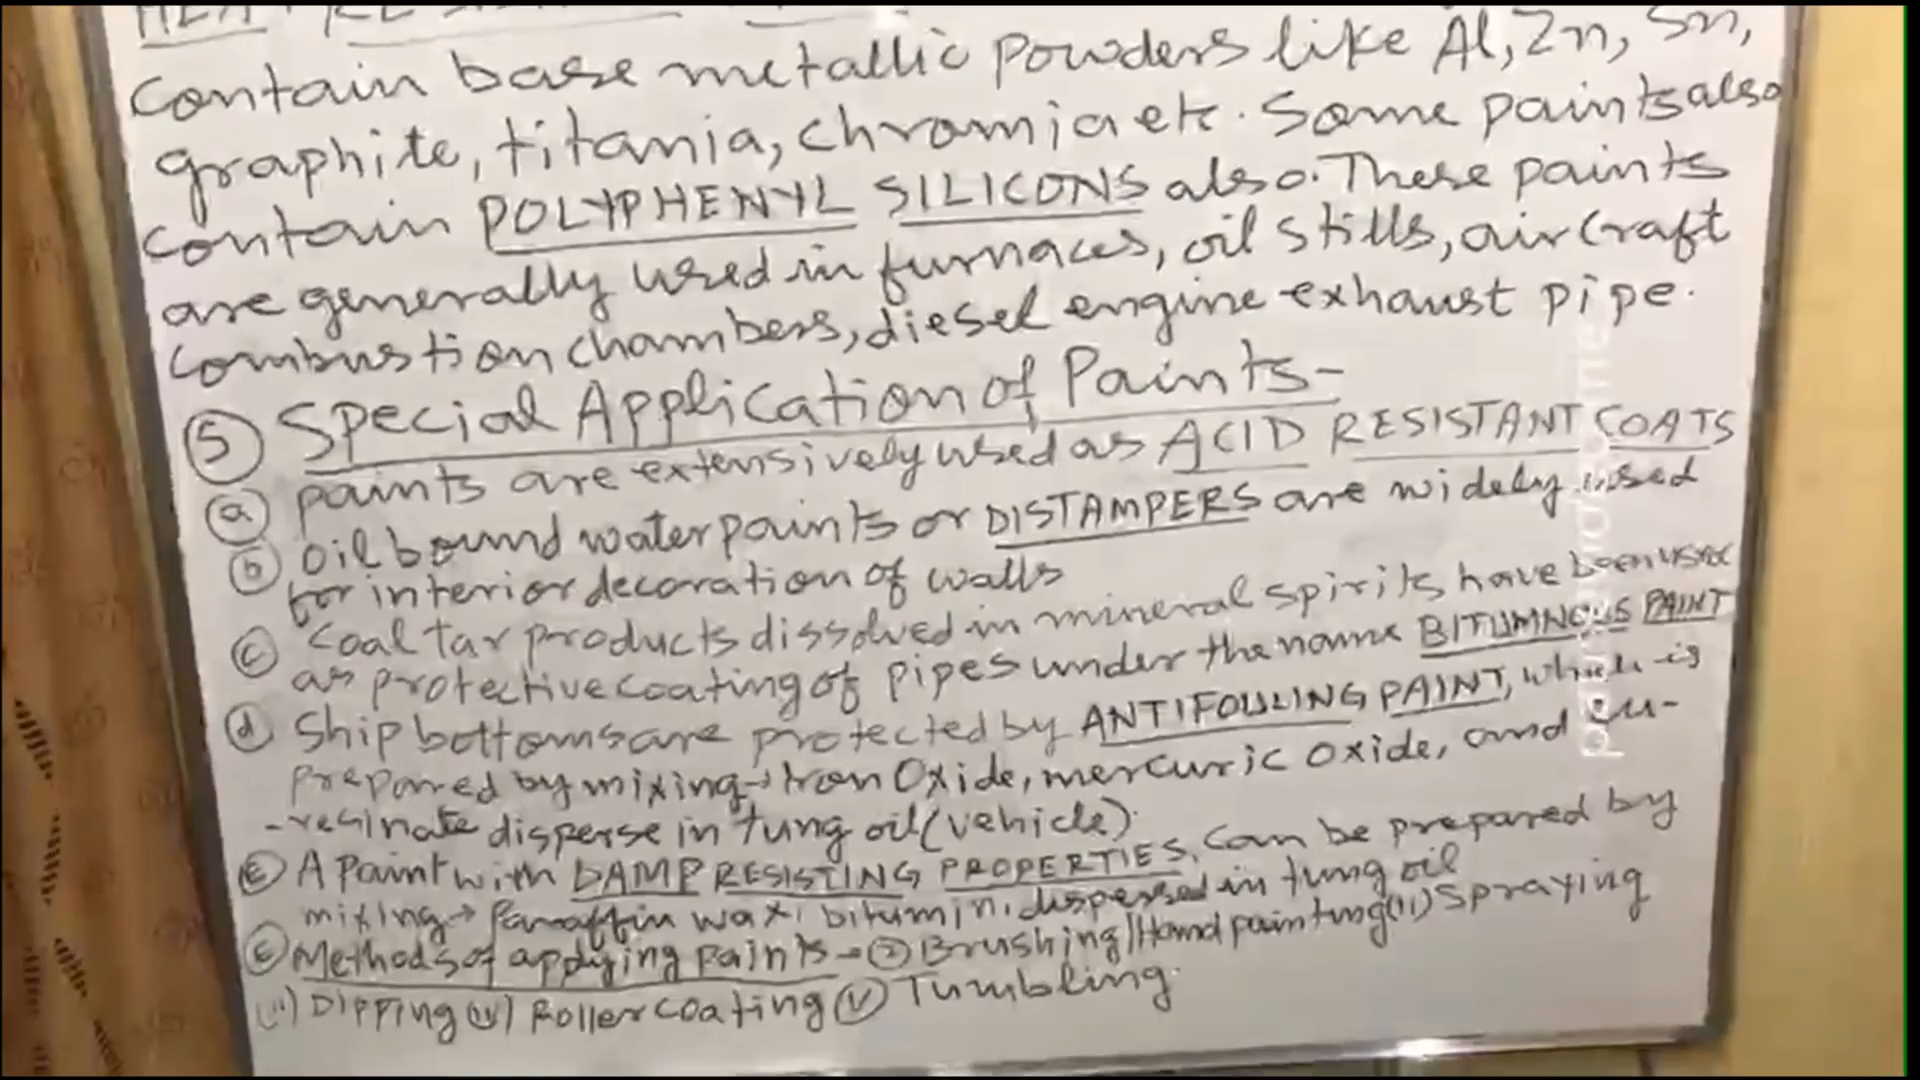 HEAT RESISTANT
contain base metallic powders like Al, Zn, Sn,
graphite, titania, chromia etc. Some paints also
contain POLYPHENYL SILICONS also. These paints
are generally used in furnaces, oil stills, aircraft
combustion chambers, diesel engine exhaust pipe.
(5) Special Application of Paints-
(a) paints are extensively used as ACID RESISTANT COATS
(b) Oil bound water paints or DISTAMPERS are widely used
for interior decoration of walls
(c) Coal tar products dissolved in mineral spirits have been used
as protective coating of pipes under the name BITUMNOUS PAINT
(d) Ship bottoms are protected by ANTIFOULING PAINT, which is
prepared by mixing→ Iron Oxide, mercuric oxide, and Cu-
-resinate disperse in tung oil (vehicle).
(E) A Paint with DAMP RESISTING PROPERTIES, can be prepared by
mixing→ Paraffin wax, bitumin, dispersed in tung oil
(6) Methods of applying paints - (i) Brushing/Hand painting (ii) Spraying
(iii) Dipping (iv) Roller coating (v) Tumbling.